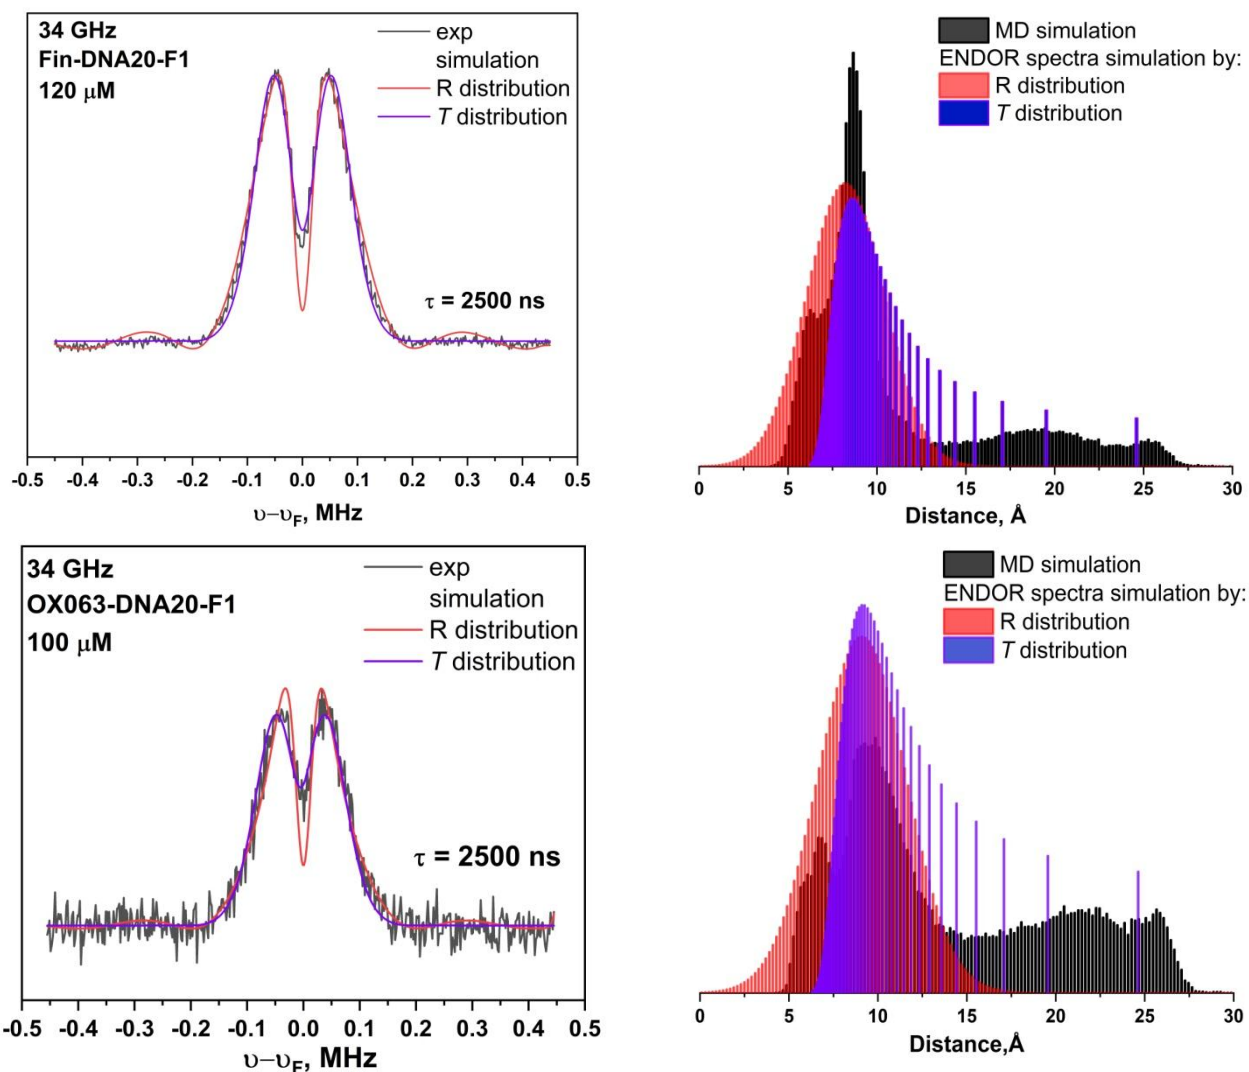 34 GHz
Fin-DNA20-F1
120 μM
exp
simulation
R distribution
T distribution
τ = 2500 ns
-0.5 -0.4 -0.3 -0.2 -0.1 0.0 0.1 0.2 0.3 0.4 0.5
υ−υF, MHz
MD simulation
ENDOR spectra simulation by:
R distribution
T distribution
0 5 10 15 20 25 30
Distance, Å
34 GHz
OX063-DNA20-F1
100 μM
exp
simulation
R distribution
T distribution
τ = 2500 ns
-0.5 -0.4 -0.3 -0.2 -0.1 0.0 0.1 0.2 0.3 0.4 0.5
υ−υF, MHz
MD simulation
ENDOR spectra simulation by:
R distribution
T distribution
0 5 10 15 20 25 30
Distance,Å